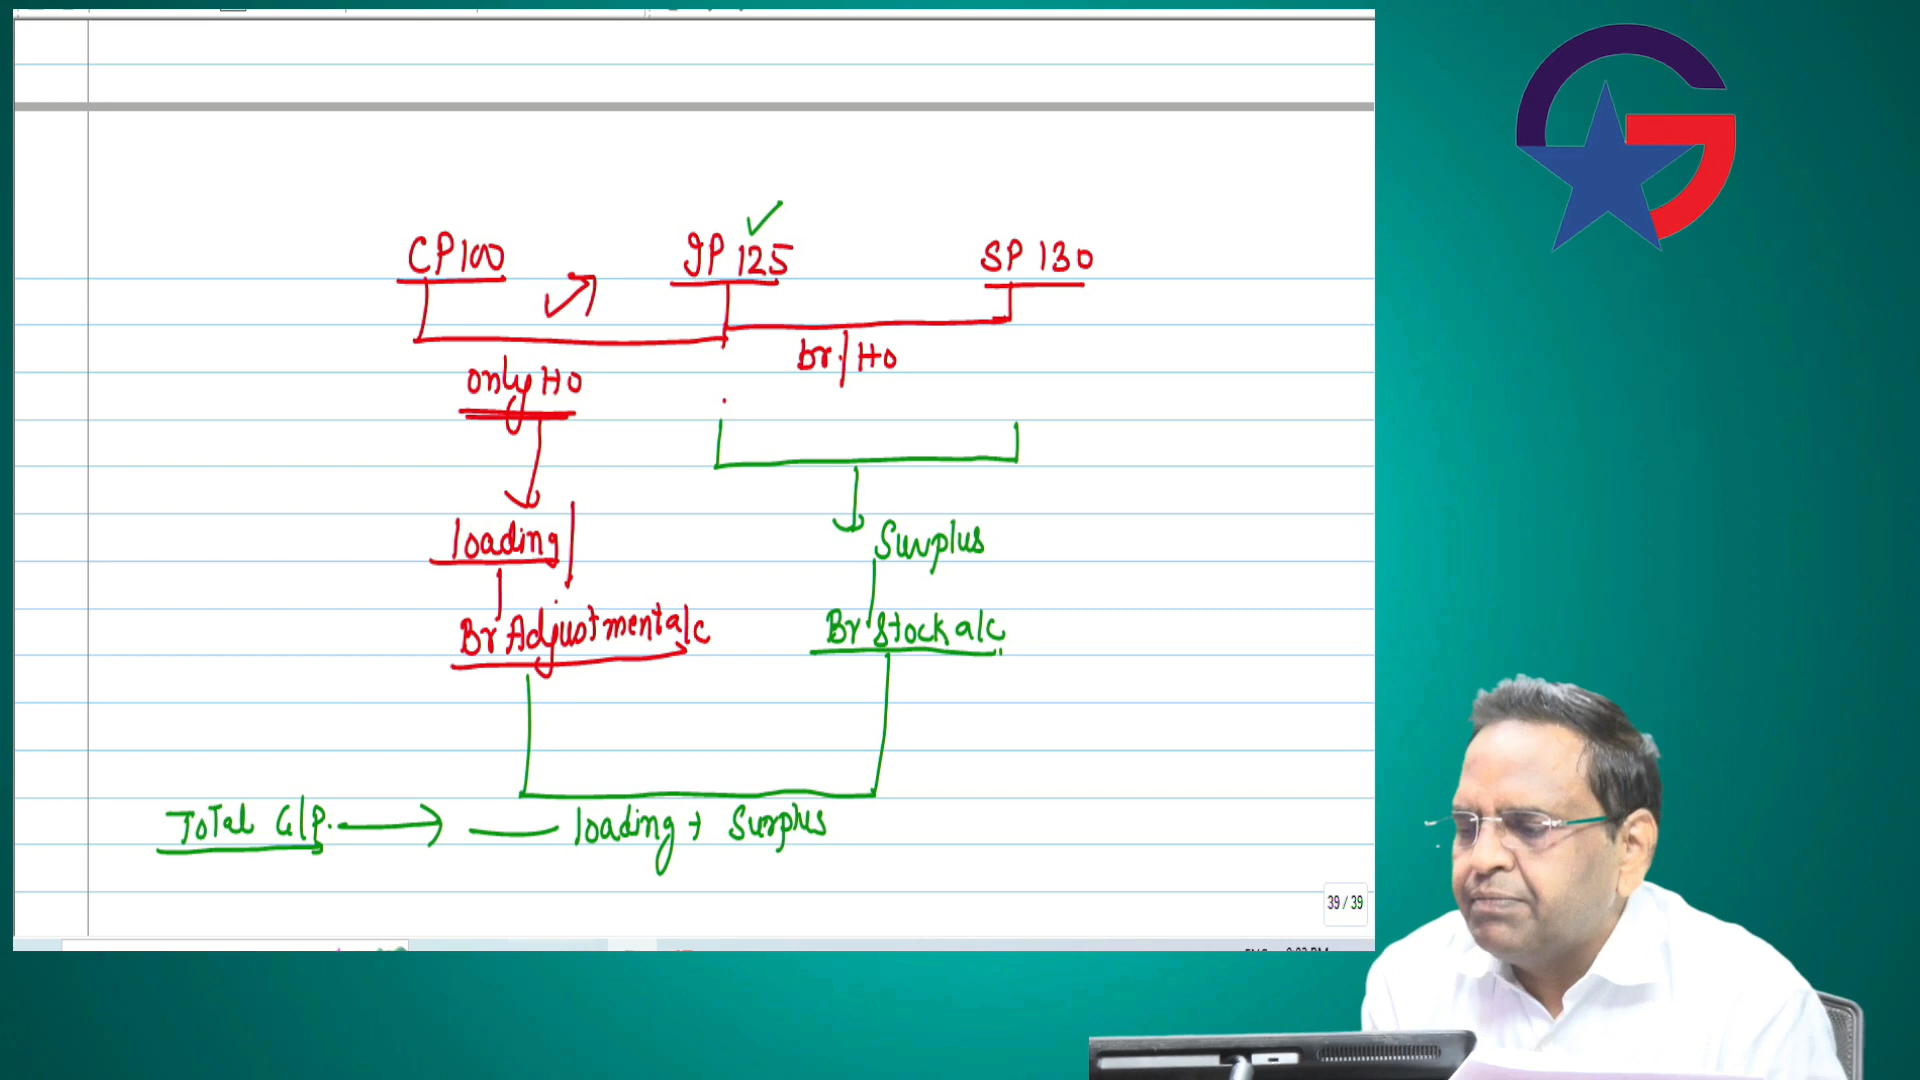 CP 100 IP 125 SP 130
only HO br/HO
loading Surplus
Br Adjustment a/c Br Stock a/c
Total G/P. loading + Surplus
39 / 39